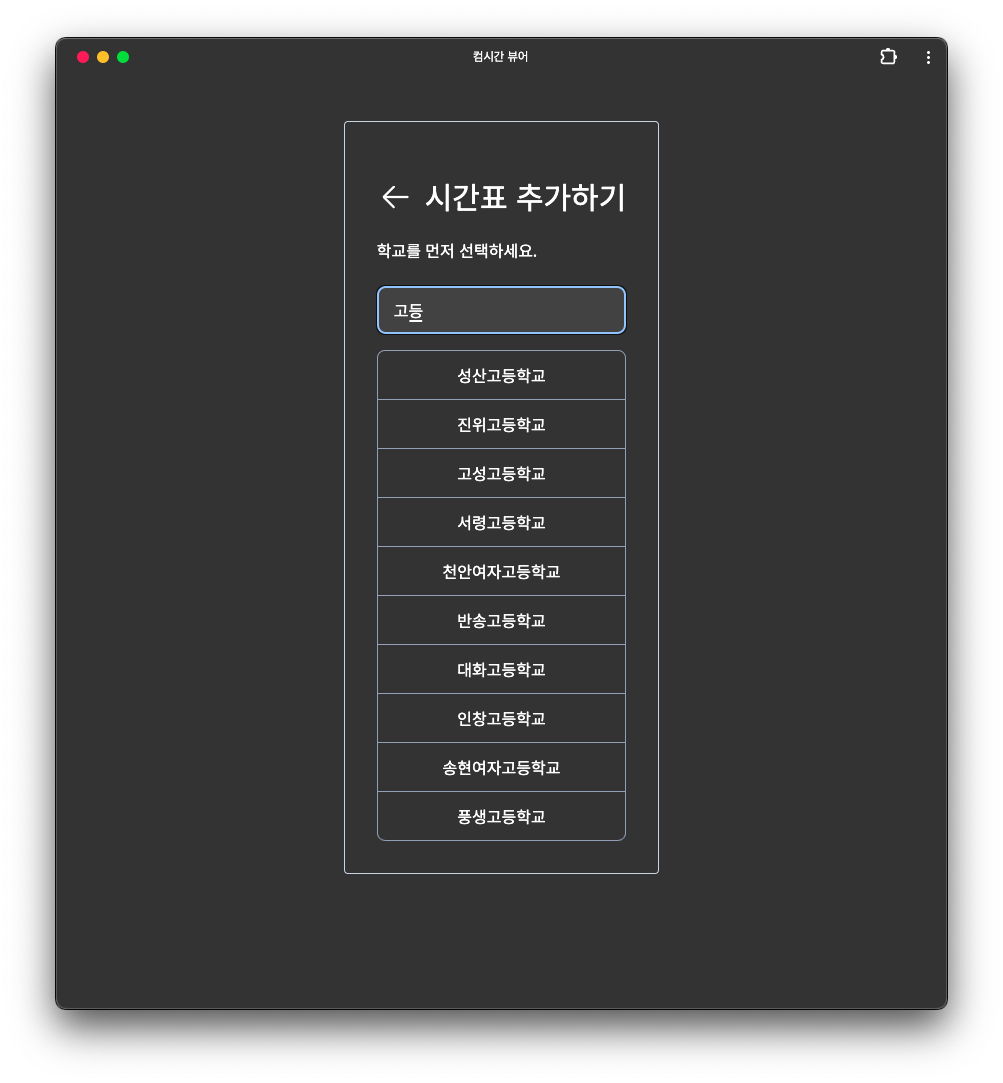 컴시간 뷰어
시간표 추가하기
학교를 먼저 선택하세요.
고등
성산고등학교
진위고등학교
고성고등학교
서령고등학교
천안여자고등학교
반송고등학교
대화고등학교
인창고등학교
송현여자고등학교
풍생고등학교